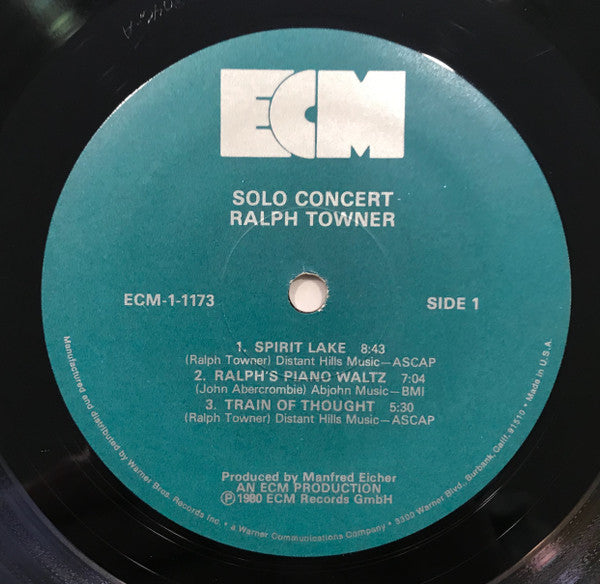 ECM
SOLO CONCERT
RALPH TOWNER
ECM-1-1173
SIDE 1
1. SPIRIT LAKE 8:43
(Ralph Towner) Distant Hills Music—ASCAP
2. RALPH'S PIANO WALTZ 7:04
(John Abercrombie) Abjohn Music—BMI
3. TRAIN OF THOUGHT 5:30
(Ralph Towner) Distant Hills Music—ASCAP
Produced by Manfred Eicher
AN ECM PRODUCTION
Ⓟ1980 ECM Records GmbH
Manufactured and distributed by Warner Bros. Records Inc. • a Warner Communications Company • 3300 Warner Blvd., Burbank, Calif. 91510 • Made in U.S.A.